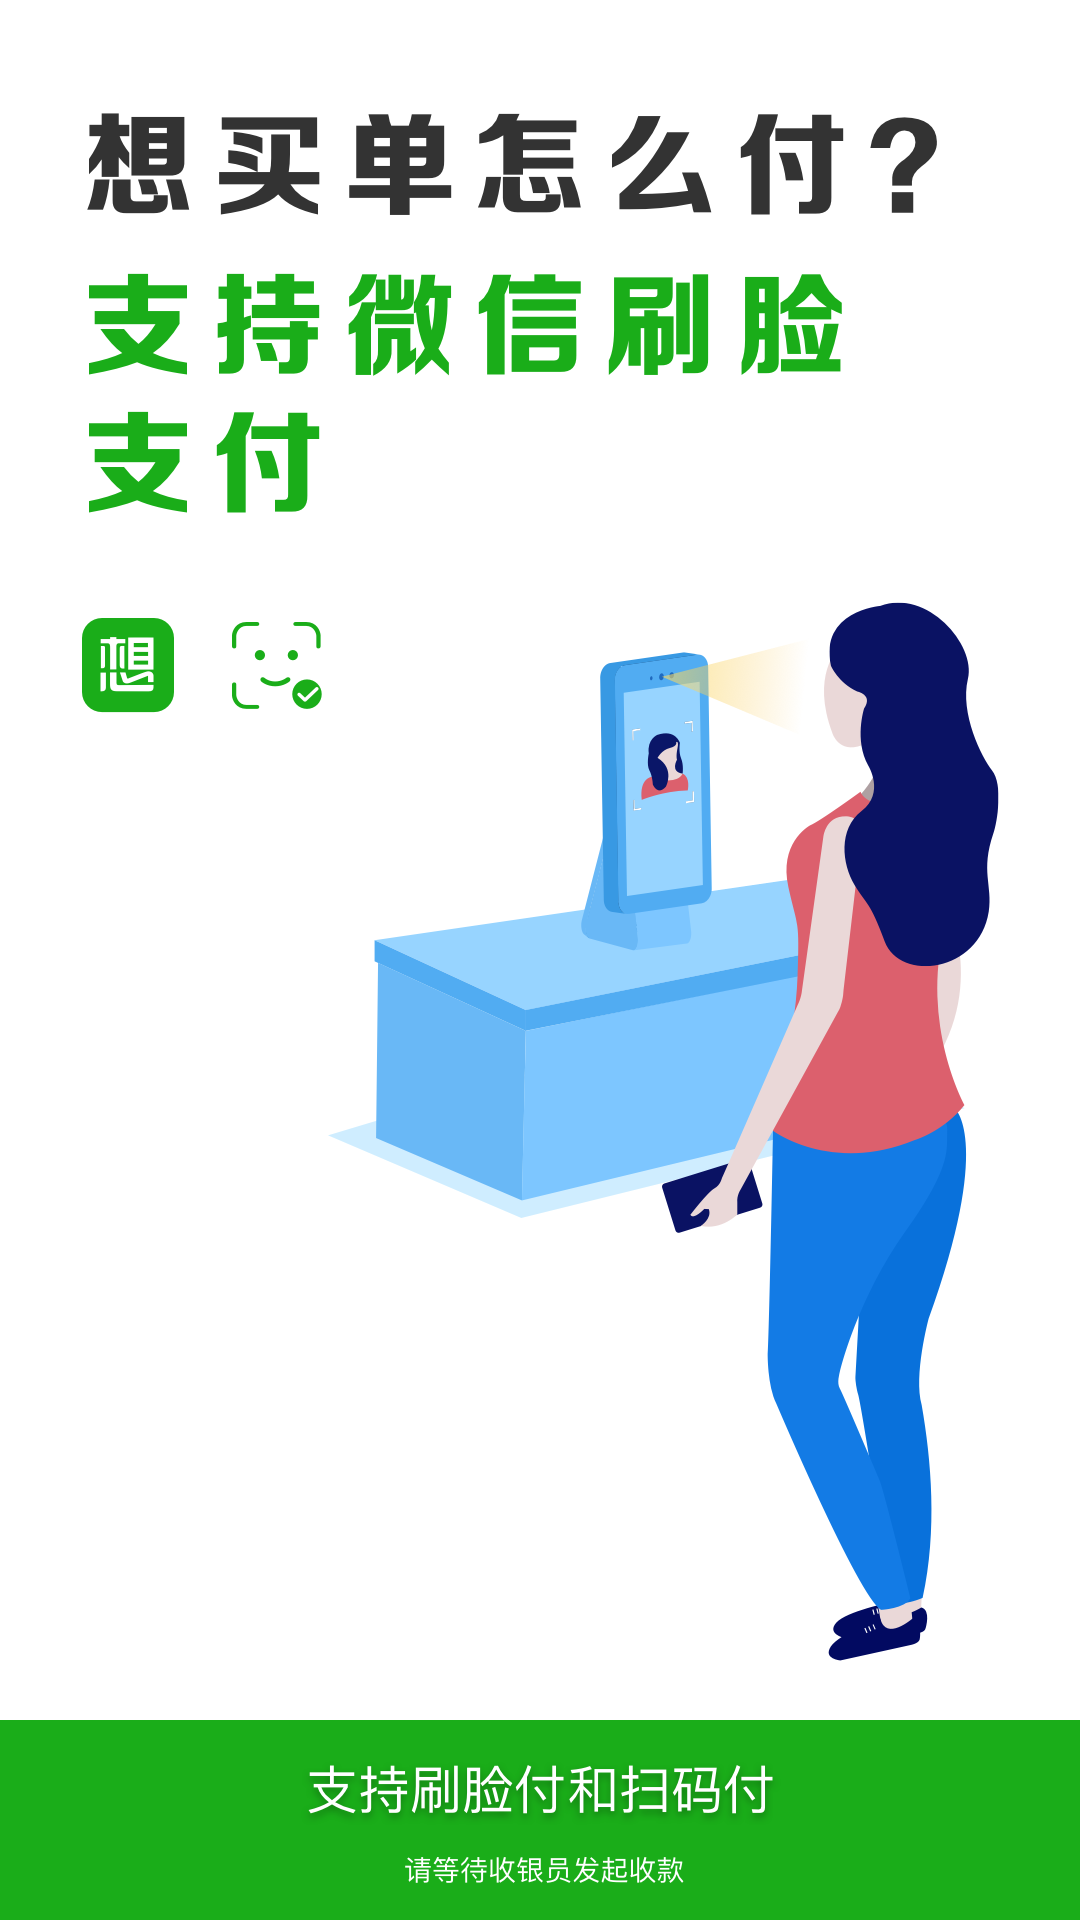 想买单怎么付？
支持微信刷脸
支付
想
支持刷脸付和扫码付
请等待收银员发起收款